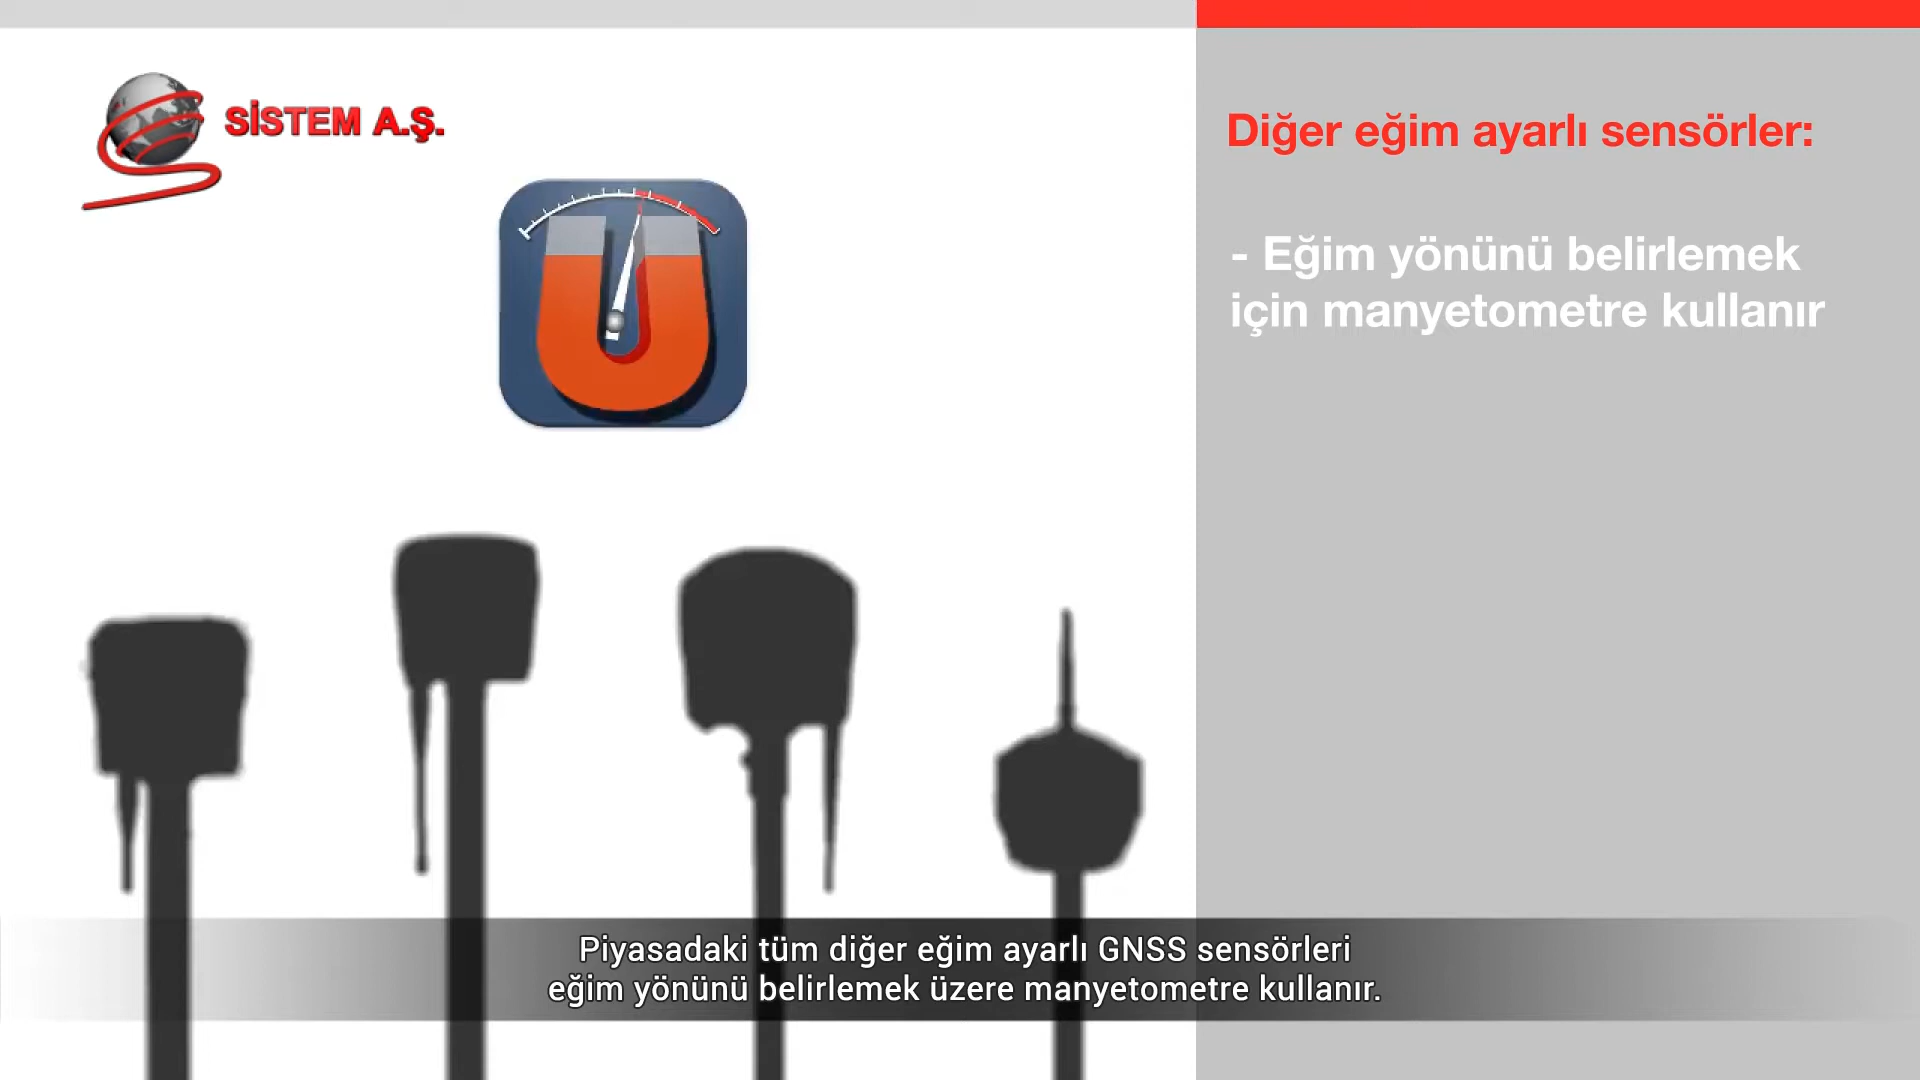 SİSTEM A.Ş.
Diğer eğim ayarlı sensörler:
- Eğim yönünü belirlemek
için manyetometre kullanır
Piyasadaki tüm diğer eğim ayarlı GNSS sensörleri
eğim yönünü belirlemek üzere manyetometre kullanır.